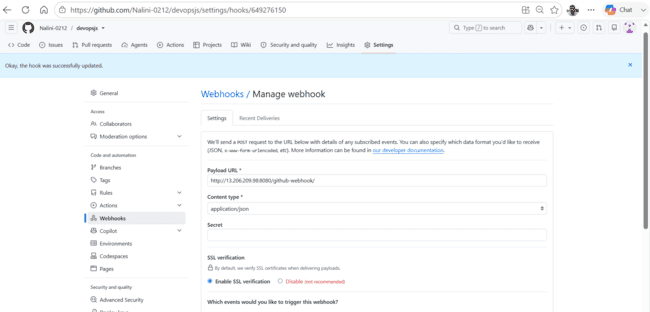 https://github.com/Nalini-0212/devopsjs/settings/hooks/649276150
Chat
Nalini-0212 / devopsjs
Type / to search
Code Issues Pull requests Agents Actions Projects Wiki Security and quality Insights Settings
Okay, the hook was successfully updated.
General
Access
Collaborators
Moderation options
Code and automation
Branches
Tags
Rules
Actions
Webhooks
Copilot
Environments
Codespaces
Pages
Security and quality
Advanced Security
Webhooks / Manage webhook
Settings Recent Deliveries
We'll send a POST request to the URL below with details of any subscribed events. You can also specify which data format you'd like to receive
(JSON, x-www-form-urlencoded, etc). More information can be found in our developer documentation.
Payload URL *
http://13.206.209.99:8080/github-webhook/
Content type *
application/json
Secret
SSL verification
By default, we verify SSL certificates when delivering payloads.
Enable SSL verification Disable (not recommended)
Which events would you like to trigger this webhook?